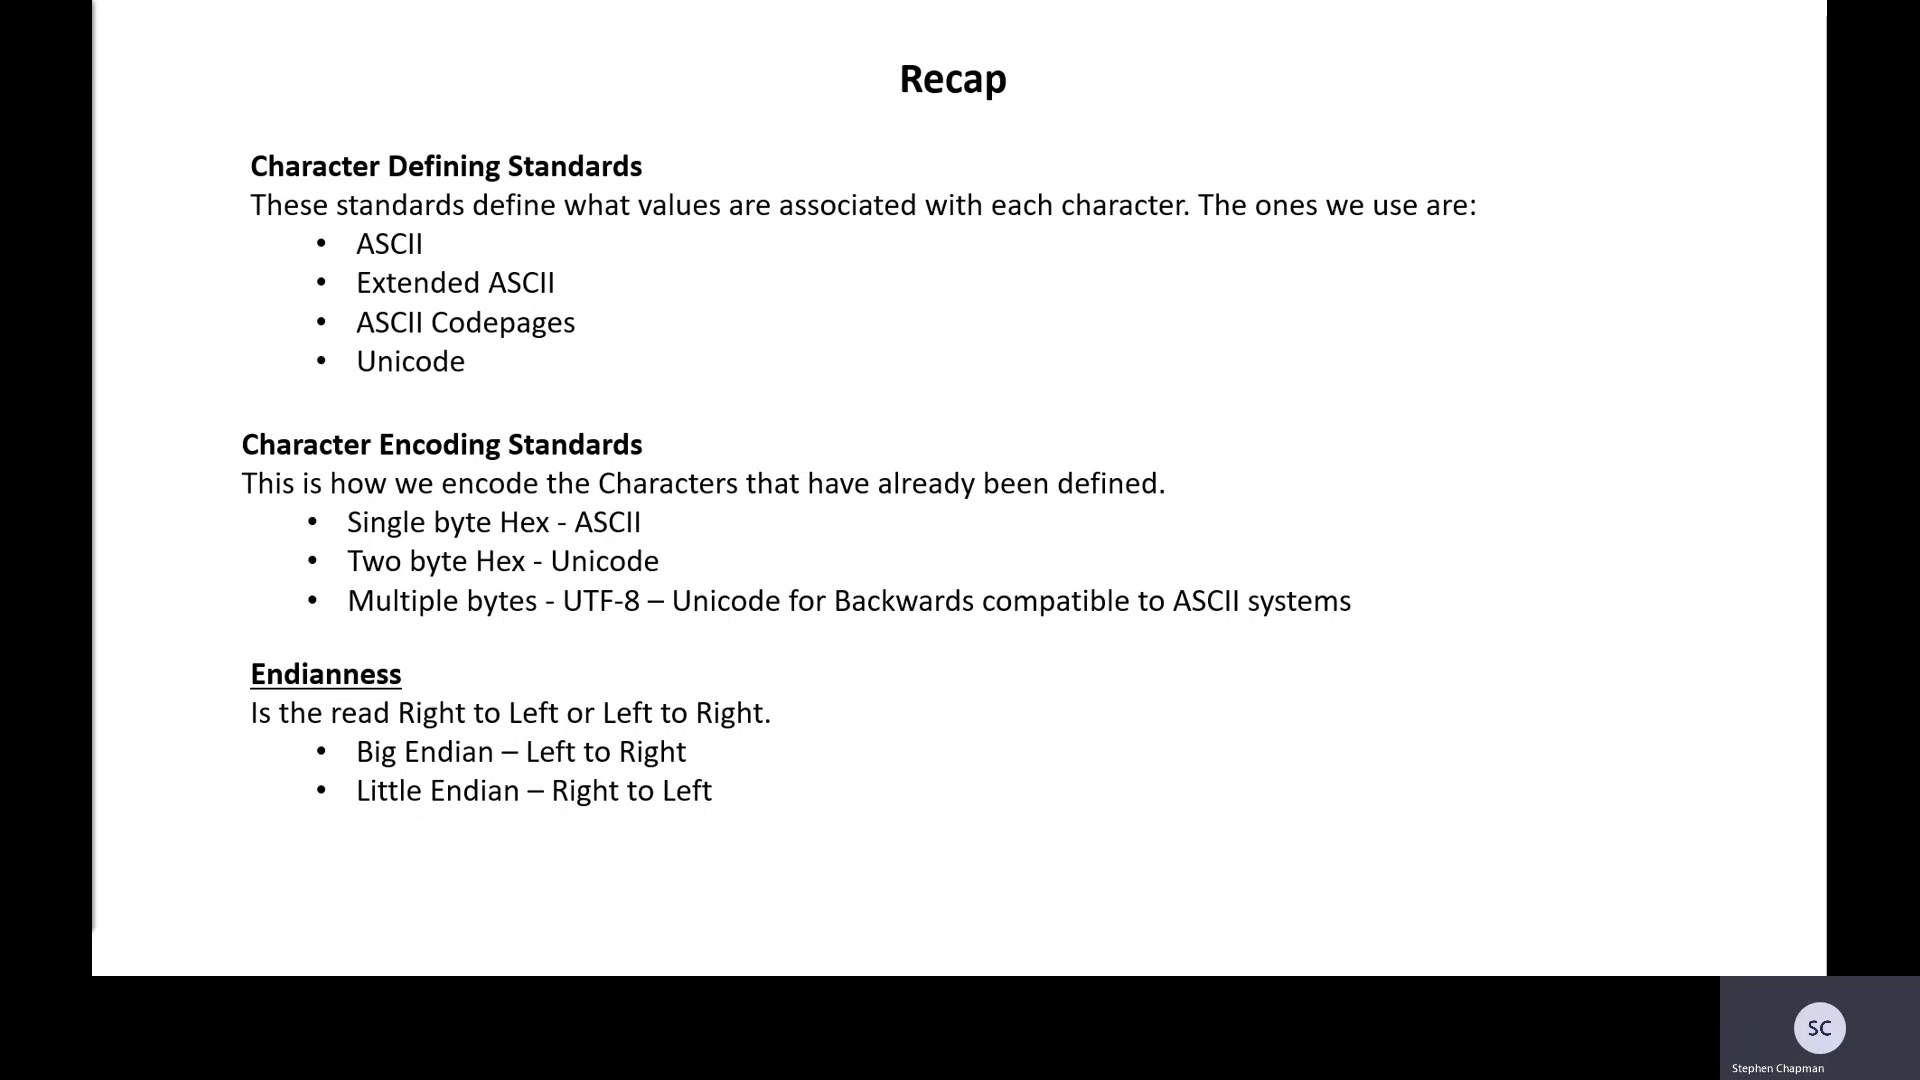 Recap
Character Defining Standards
These standards define what values are associated with each character. The ones we use are:
• ASCII
• Extended ASCII
• ASCII Codepages
• Unicode
Character Encoding Standards
This is how we encode the Characters that have already been defined.
• Single byte Hex - ASCII
• Two byte Hex - Unicode
• Multiple bytes - UTF-8 – Unicode for Backwards compatible to ASCII systems
Endianness
Is the read Right to Left or Left to Right.
• Big Endian – Left to Right
• Little Endian – Right to Left
SC
Stephen Chapman